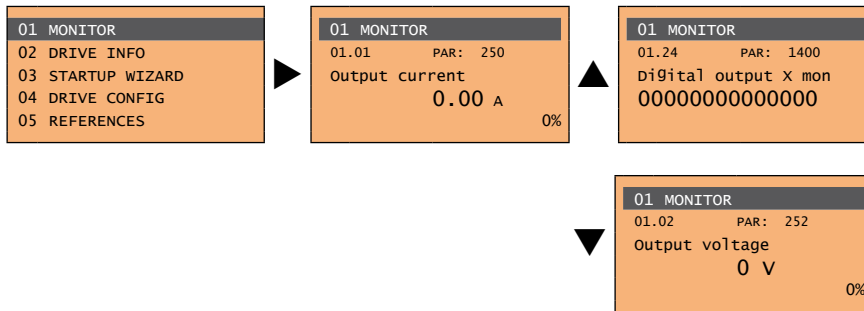 01 MONITOR
02 DRIVE INFO
03 STARTUP WIZARD
04 DRIVE CONFIG
05 REFERENCES
01 MONITOR
01.01 PAR: 250
Output current
0.00 A
0%
01 MONITOR
01.24 PAR: 1400
Digital output X mon
00000000000000
01 MONITOR
01.02 PAR: 252
Output voltage
0 V
0%